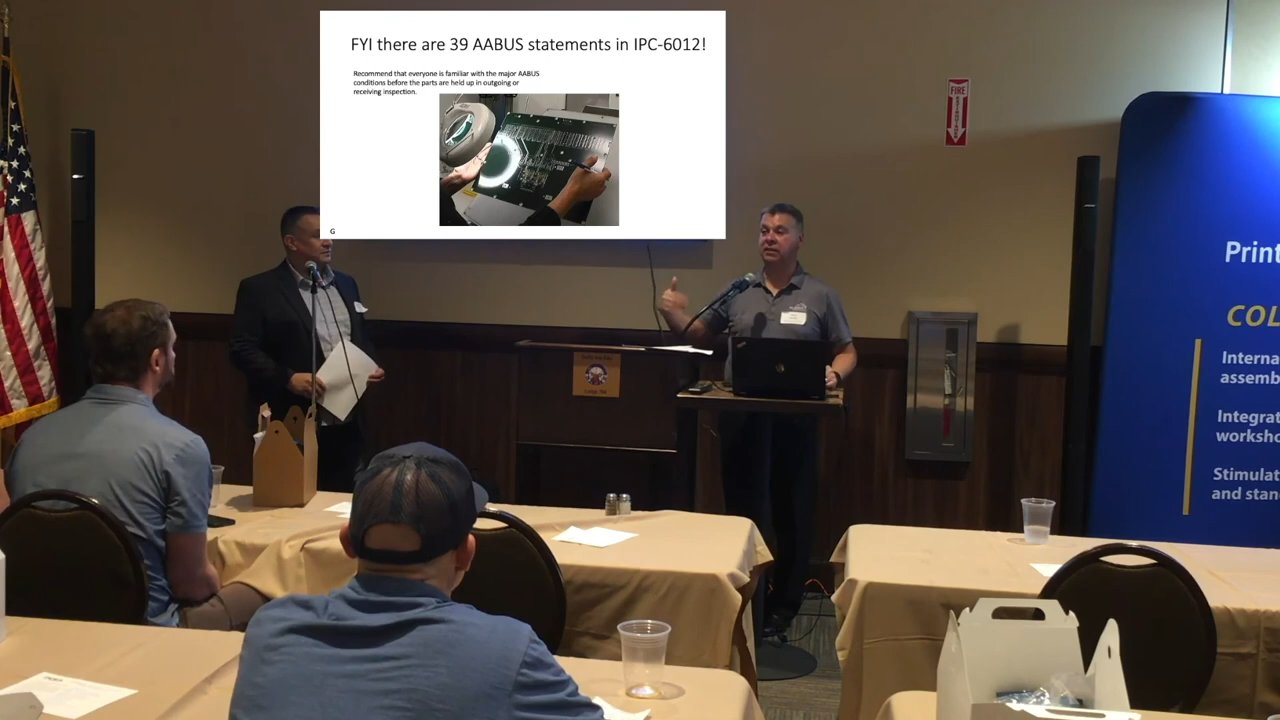 FYI there are 39 AABUS statements in IPC-6012!
Recommend that everyone is familiar with the major AABUS
conditions before the parts are held up in outgoing or
receiving inspection.
G
FIRE
EXTINGUISHER
Print
COL
Interna
assemb
Integrat
worksho
Stimulat
and stan